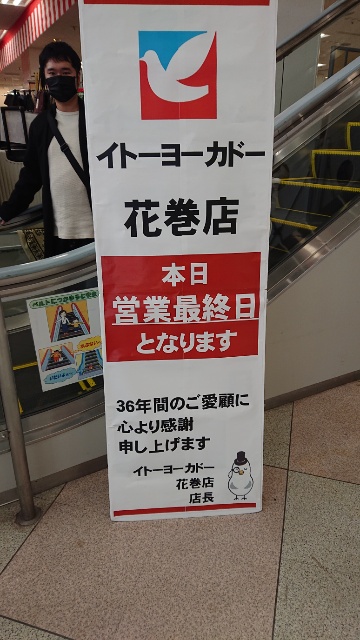 イトーヨーカドー
花巻店
本日
営業最終日
となります
36年間のご愛顧に
心より感謝
申し上げます
イトーヨーカドー
花巻店
店長